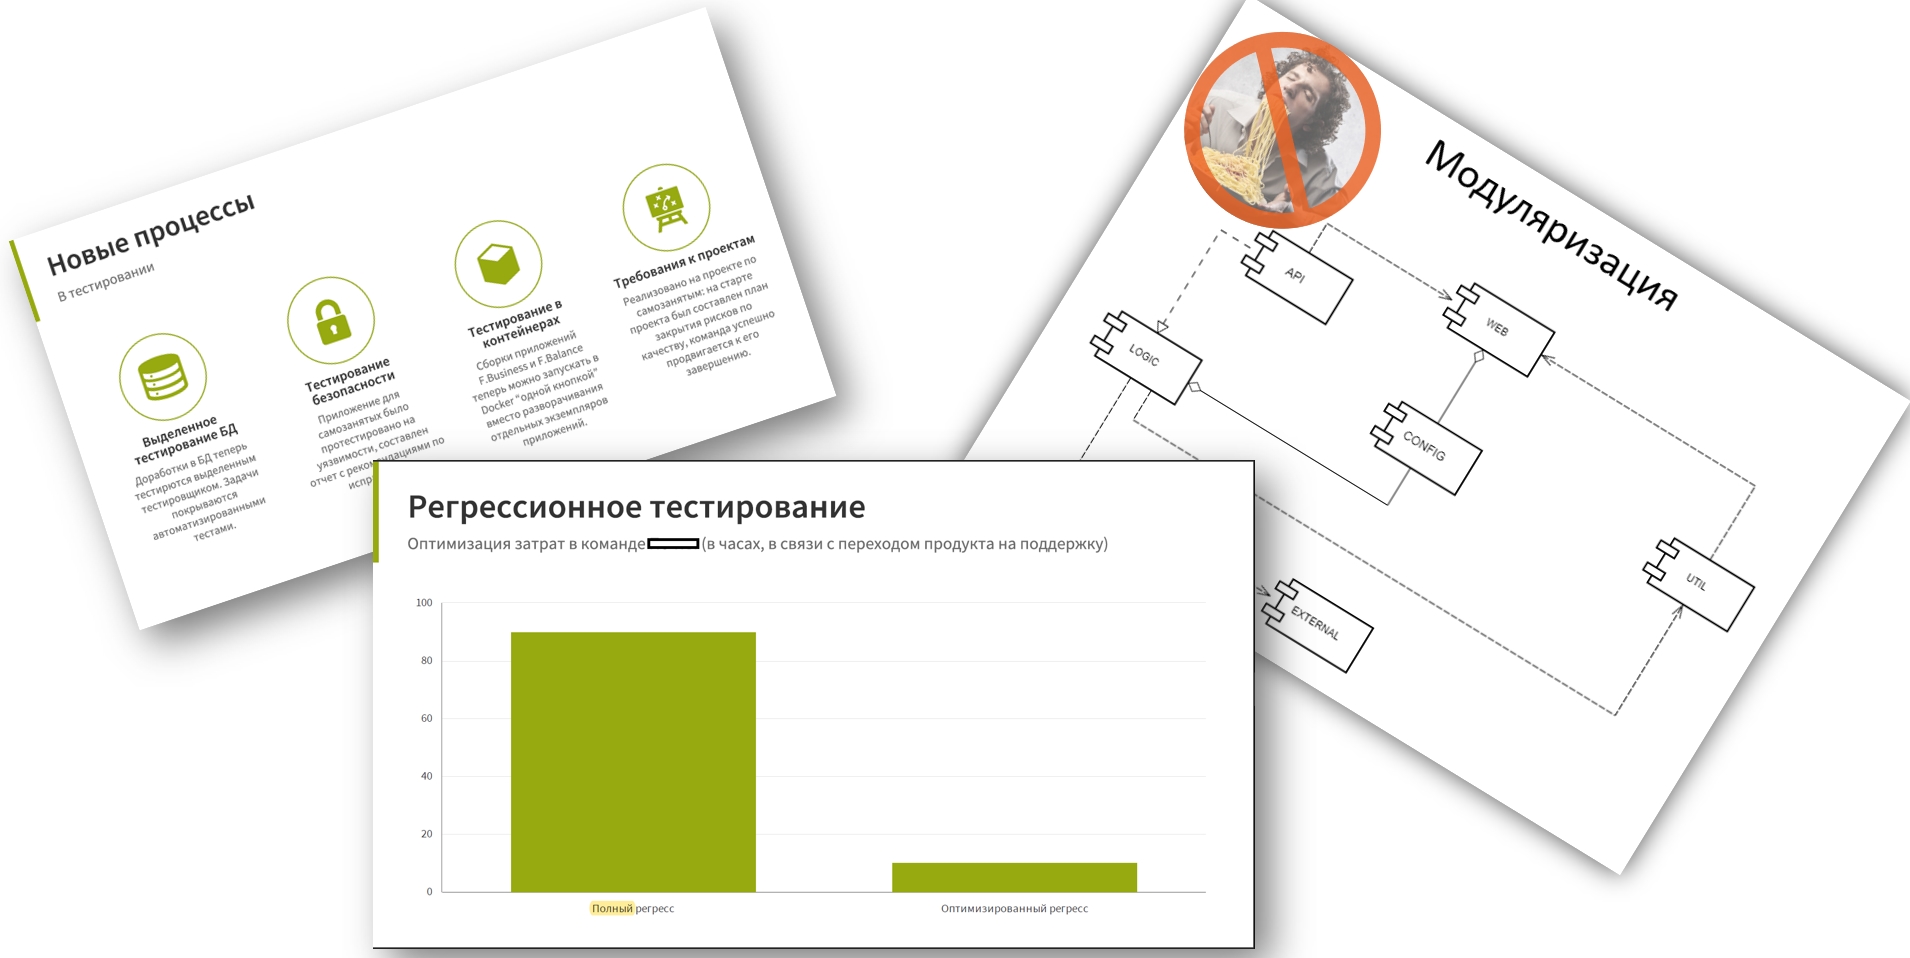 Новые процессы
В тестировании
Выделенное
тестирование БД
Доработки в БД теперь
тестируются выделенным
тестировщиком. Задачи
покрываются
автоматизированными
тестами.
Тестирование
безопасности
Приложение для
самозанятых было
протестировано на
уязвимости, составлен
отчет с рекомендациями по
испр
Тестирование в
контейнерах
Сборки приложений
F.Business и F.Balance
теперь можно запускать в
Docker "одной кнопкой"
вместо разворачивания
отдельных экземпляров
приложений.
Требования к проектам
Реализовано на проекте по
самозанятым: на старте
проекта был составлен план
закрытия рисков по
качеству, команда успешно
продвигается к его
завершению.
Модуляризация
API
WEB
LOGIC
CONFIG
UTIL
EXTERNAL
Регрессионное тестирование
Оптимизация затрат в команде (в часах, в связи с переходом продукта на поддержку)
100
80
60
40
20
0
Полный регресс
Оптимизированный регресс